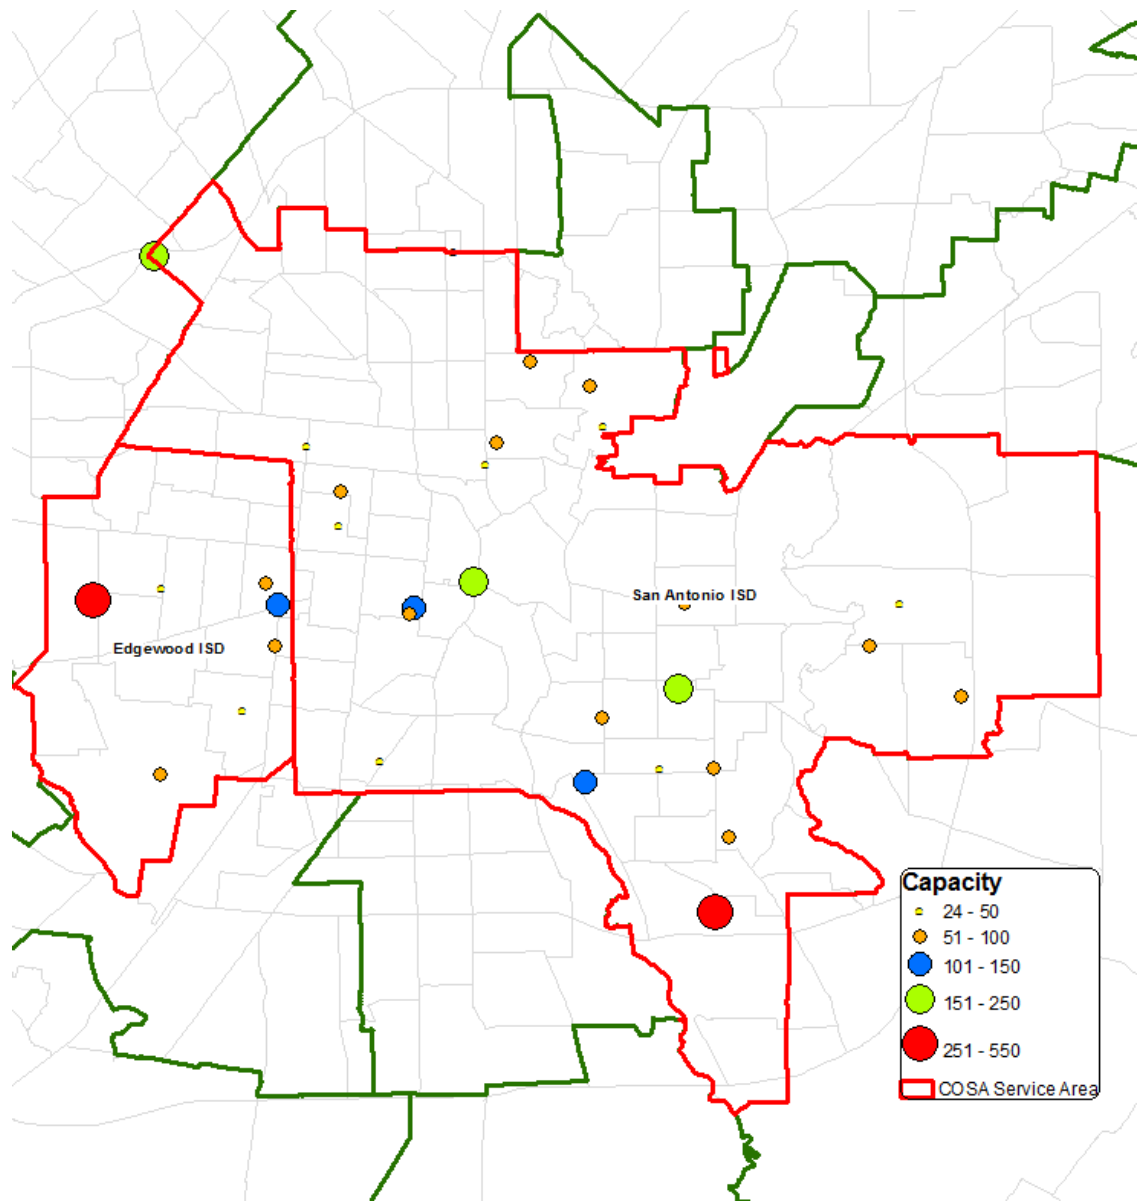 San Antonio ISD
Edgewood ISD
Capacity
24 - 50
51 - 100
101 - 150
151 - 250
251 - 550
COSA Service Area